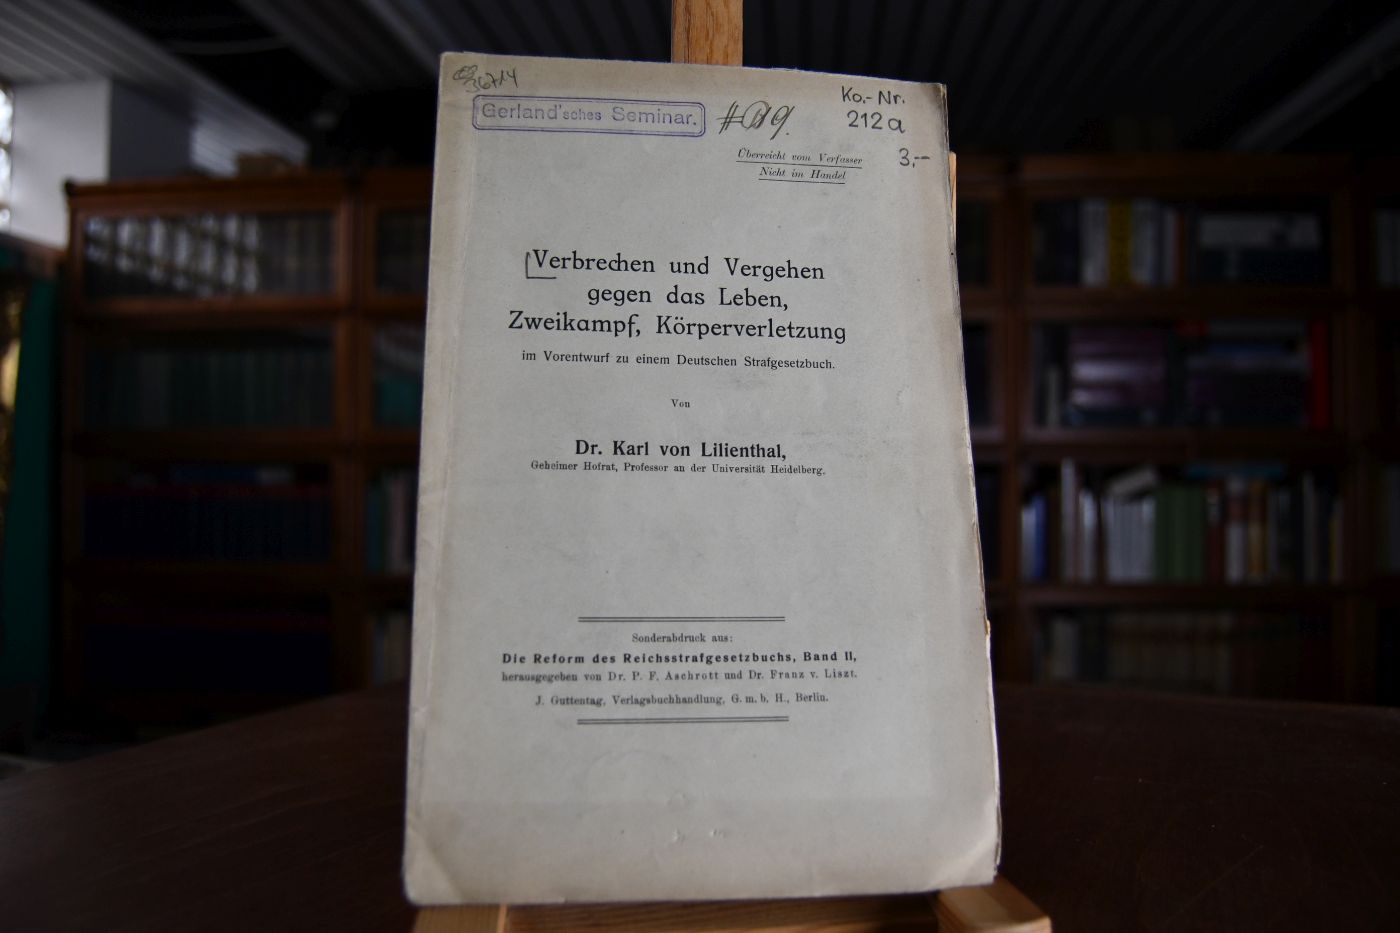 36714
Gerland'sches Seminar.
Ko.-Nr.
212a
3,--
Überreicht vom Verfasser
Nicht im Handel
Verbrechen und Vergehen
gegen das Leben,
Zweikampf, Körperverletzung
im Vorentwurf zu einem Deutschen Strafgesetzbuch.
Von
Dr. Karl von Lilienthal,
Geheimer Hofrat, Professor an der Universität Heidelberg.
Sonderabdruck aus:
Die Reform des Reichsstrafgesetzbuchs, Band II,
herausgegeben von Dr. P. F. Aschrott und Dr. Franz v. Liszt.
J. Guttentag, Verlagsbuchhandlung, G. m. b. H., Berlin.